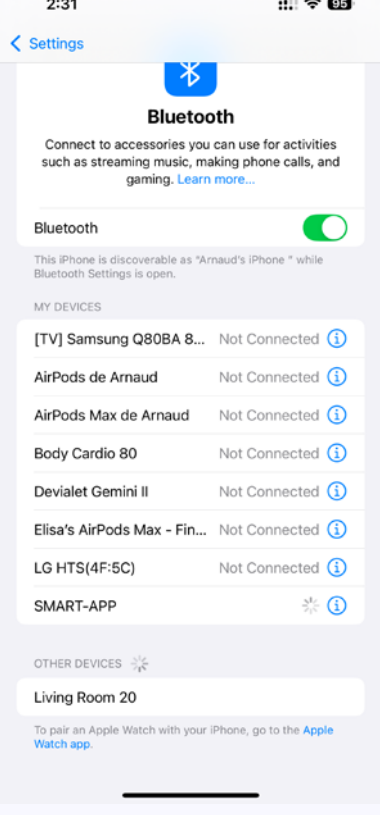 2:31
95
Settings
Bluetooth
Connect to accessories you can use for activities
such as streaming music, making phone calls, and
gaming. Learn more...
Bluetooth
This iPhone is discoverable as "Arnaud's iPhone " while
Bluetooth Settings is open.
MY DEVICES
[TV] Samsung Q80BA 8... Not Connected
AirPods de Arnaud Not Connected
AirPods Max de Arnaud Not Connected
Body Cardio 80 Not Connected
Devialet Gemini II Not Connected
Elisa's AirPods Max - Fin... Not Connected
LG HTS(4F:5C) Not Connected
SMART-APP
OTHER DEVICES
Living Room 20
To pair an Apple Watch with your iPhone, go to the Apple
Watch app.